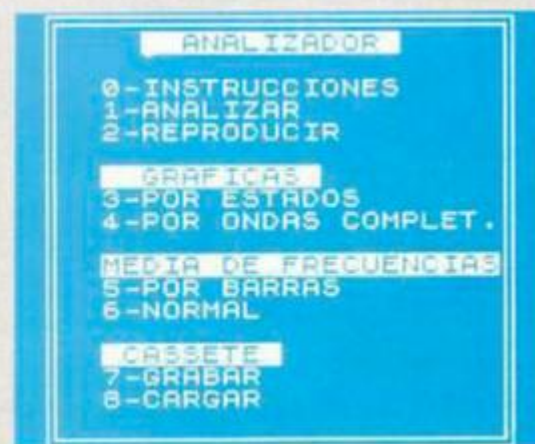 ANALIZADOR
0-INSTRUCCIONES
1-ANALIZAR
2-REPRODUCIR
GRAFICAS
3-POR ESTADOS
4-POR ONDAS COMPLET.
MEDIA DE FRECUENCIAS
5-POR BARRAS
6-NORMAL
CASSETE
7-GRABAR
8-CARGAR